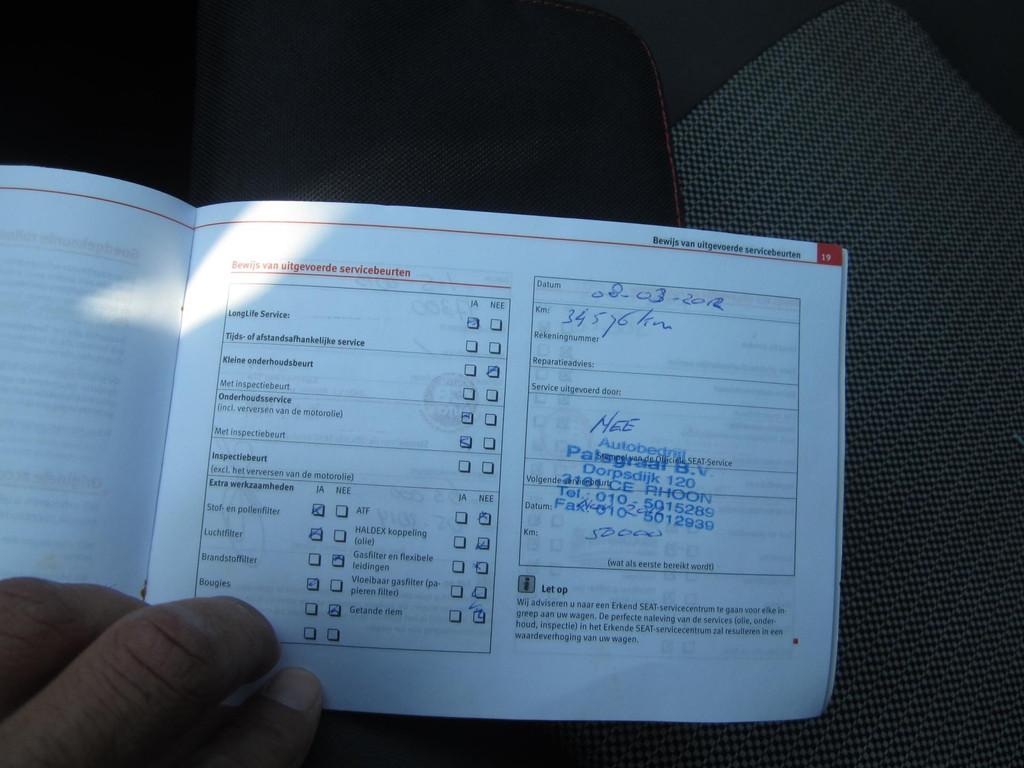 Bewijs van uitgevoerde servicebeurten 19
Bewijs van uitgevoerde servicebeurten
JA NEE
LongLife Service:
Tijds- of afstandsafhankelijke service
Kleine onderhoudsbeurt
Met inspectiebeurt
Onderhoudsservice
(incl. verversen van de motorolie)
Met inspectiebeurt
Inspectiebeurt
(excl. het verversen van de motorolie)
Extra werkzaamheden JA NEE JA NEE
Stof- en pollenfilter ATF
Luchtfilter HALDEX koppeling
(olie)
Brandstoffilter Gasfilter en flexibele
leidingen
Bougies Vloeibaar gasfilter (pa-
pieren filter)
Getande riem
Datum 08-03-2012
Km: 34576 km
Rekeningnummer
Reparatieadvies:
Service uitgevoerd door:
NEE
Autobedrijf
Stempel van de Officiële SEAT-Service
Palsgraaf B.V.
Dorpsdijk 120
Volgende servicebeurt
CE RHOON
Tel.: 010 - 5015289
Datum:
Fax: 010 - 5012939
Km: 50000
(wat als eerste bereikt wordt)
Let op
Wij adviseren u naar een Erkend SEAT-servicecentrum te gaan voor elke in-
greep aan uw wagen. De perfecte naleving van de services (olie, onder-
houd, inspectie) in het Erkende SEAT-servicecentrum zal resulteren in een
waardeverhoging van uw wagen.